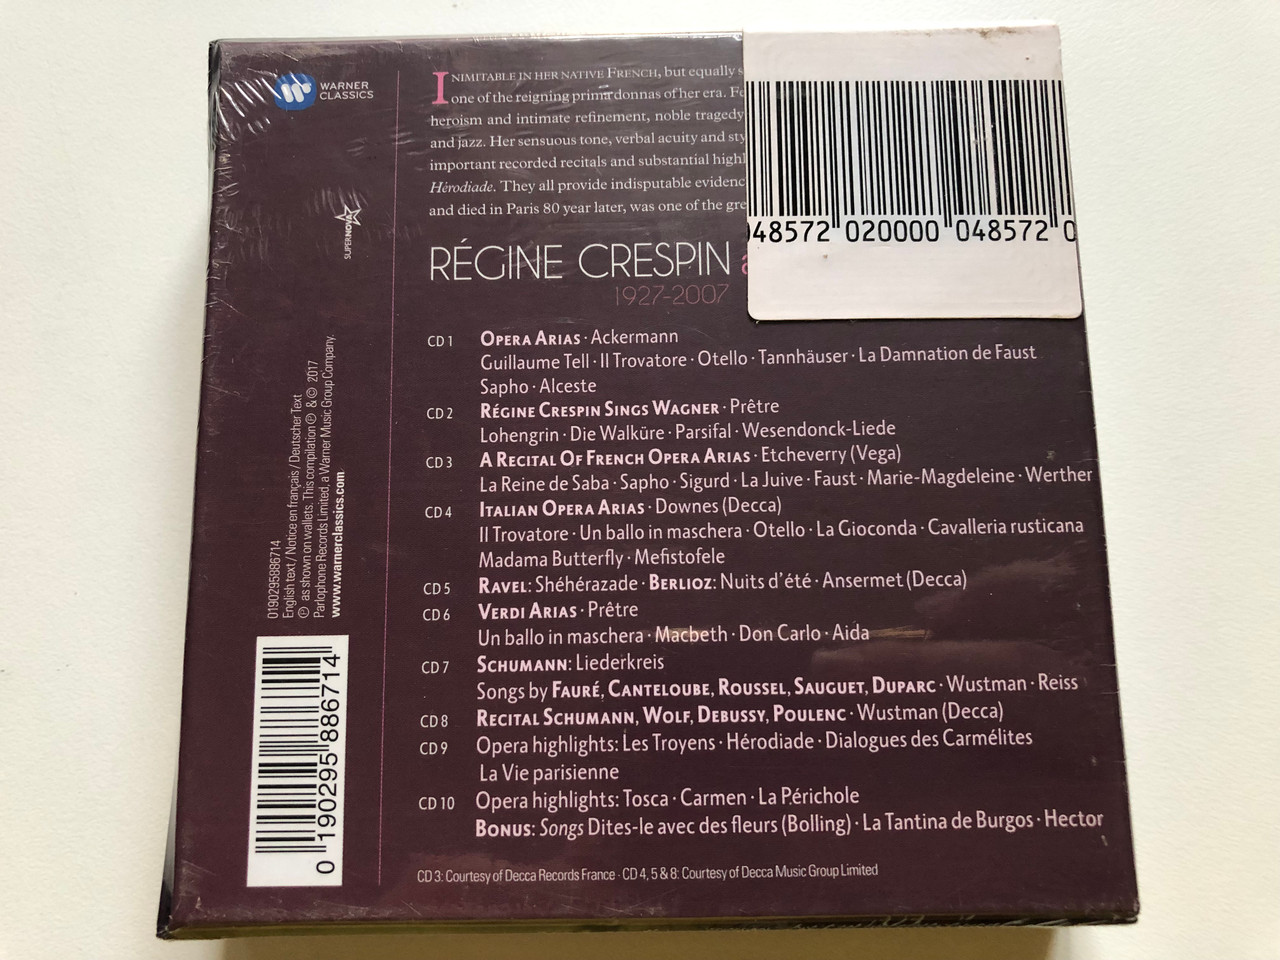 WARNER
CLASSICS
INIMITABLE IN HER NATIVE FRENCH, but equally
one of the reigning prima donnas of her era.
heroism and intimate refinement, noble tragedy
and jazz. Her sensuous tone, verbal acuity and
important recorded recitals and substantial
Hérodiade. They all provide indisputable
and died in Paris 80 year later, was one of the
048572 020000 048572 0
SUPERNOVA
RÉGINE CRESPIN
1927-2007
CD 1 OPERA ARIAS · Ackermann
Guillaume Tell · Il Trovatore · Otello · Tannhäuser · La Damnation de Faust
Sapho · Alceste
CD 2 RÉGINE CRESPIN SINGS WAGNER · Prêtre
Lohengrin · Die Walküre · Parsifal · Wesendonck-Liede
CD 3 A RECITAL OF FRENCH OPERA ARIAS · Etcheverry (Vega)
La Reine de Saba · Sapho · Sigurd · La Juive · Faust · Marie-Magdeleine · Werther
CD 4 ITALIAN OPERA ARIAS · Downes (Decca)
Il Trovatore · Un ballo in maschera · Otello · La Gioconda · Cavalleria rusticana
Madama Butterfly · Mefistofele
CD 5 RAVEL: Shéhérazade · BERLIOZ: Nuits d'été · Ansermet (Decca)
CD 6 VERDI ARIAS · Prêtre
Un ballo in maschera · Macbeth · Don Carlo · Aida
CD 7 SCHUMANN: Liederkreis
Songs by FAURÉ, CANTELOUBE, ROUSSEL, SAUGUET, DUPARC · Wustman · Reiss
CD 8 RECITAL SCHUMANN, WOLF, DEBUSSY, POULENC · Wustman (Decca)
CD 9 Opera highlights: Les Troyens · Hérodiade · Dialogues des Carmélites
La Vie parisienne
CD 10 Opera highlights: Tosca · Carmen · La Périchole
BONUS: Songs Dites-le avec des fleurs (Bolling) · La Tantina de Burgos · Hector
CD 3: Courtesy of Decca Records France · CD 4, 5 & 8: Courtesy of Decca Music Group Limited
0190295886714
English text / Notice en français / Deutscher Text
℗ as shown on wallets. This compilation ℗ & © 2017
Parlophone Records Limited, a Warner Music Group Company.
www.warnerclassics.com
0 190295 886714